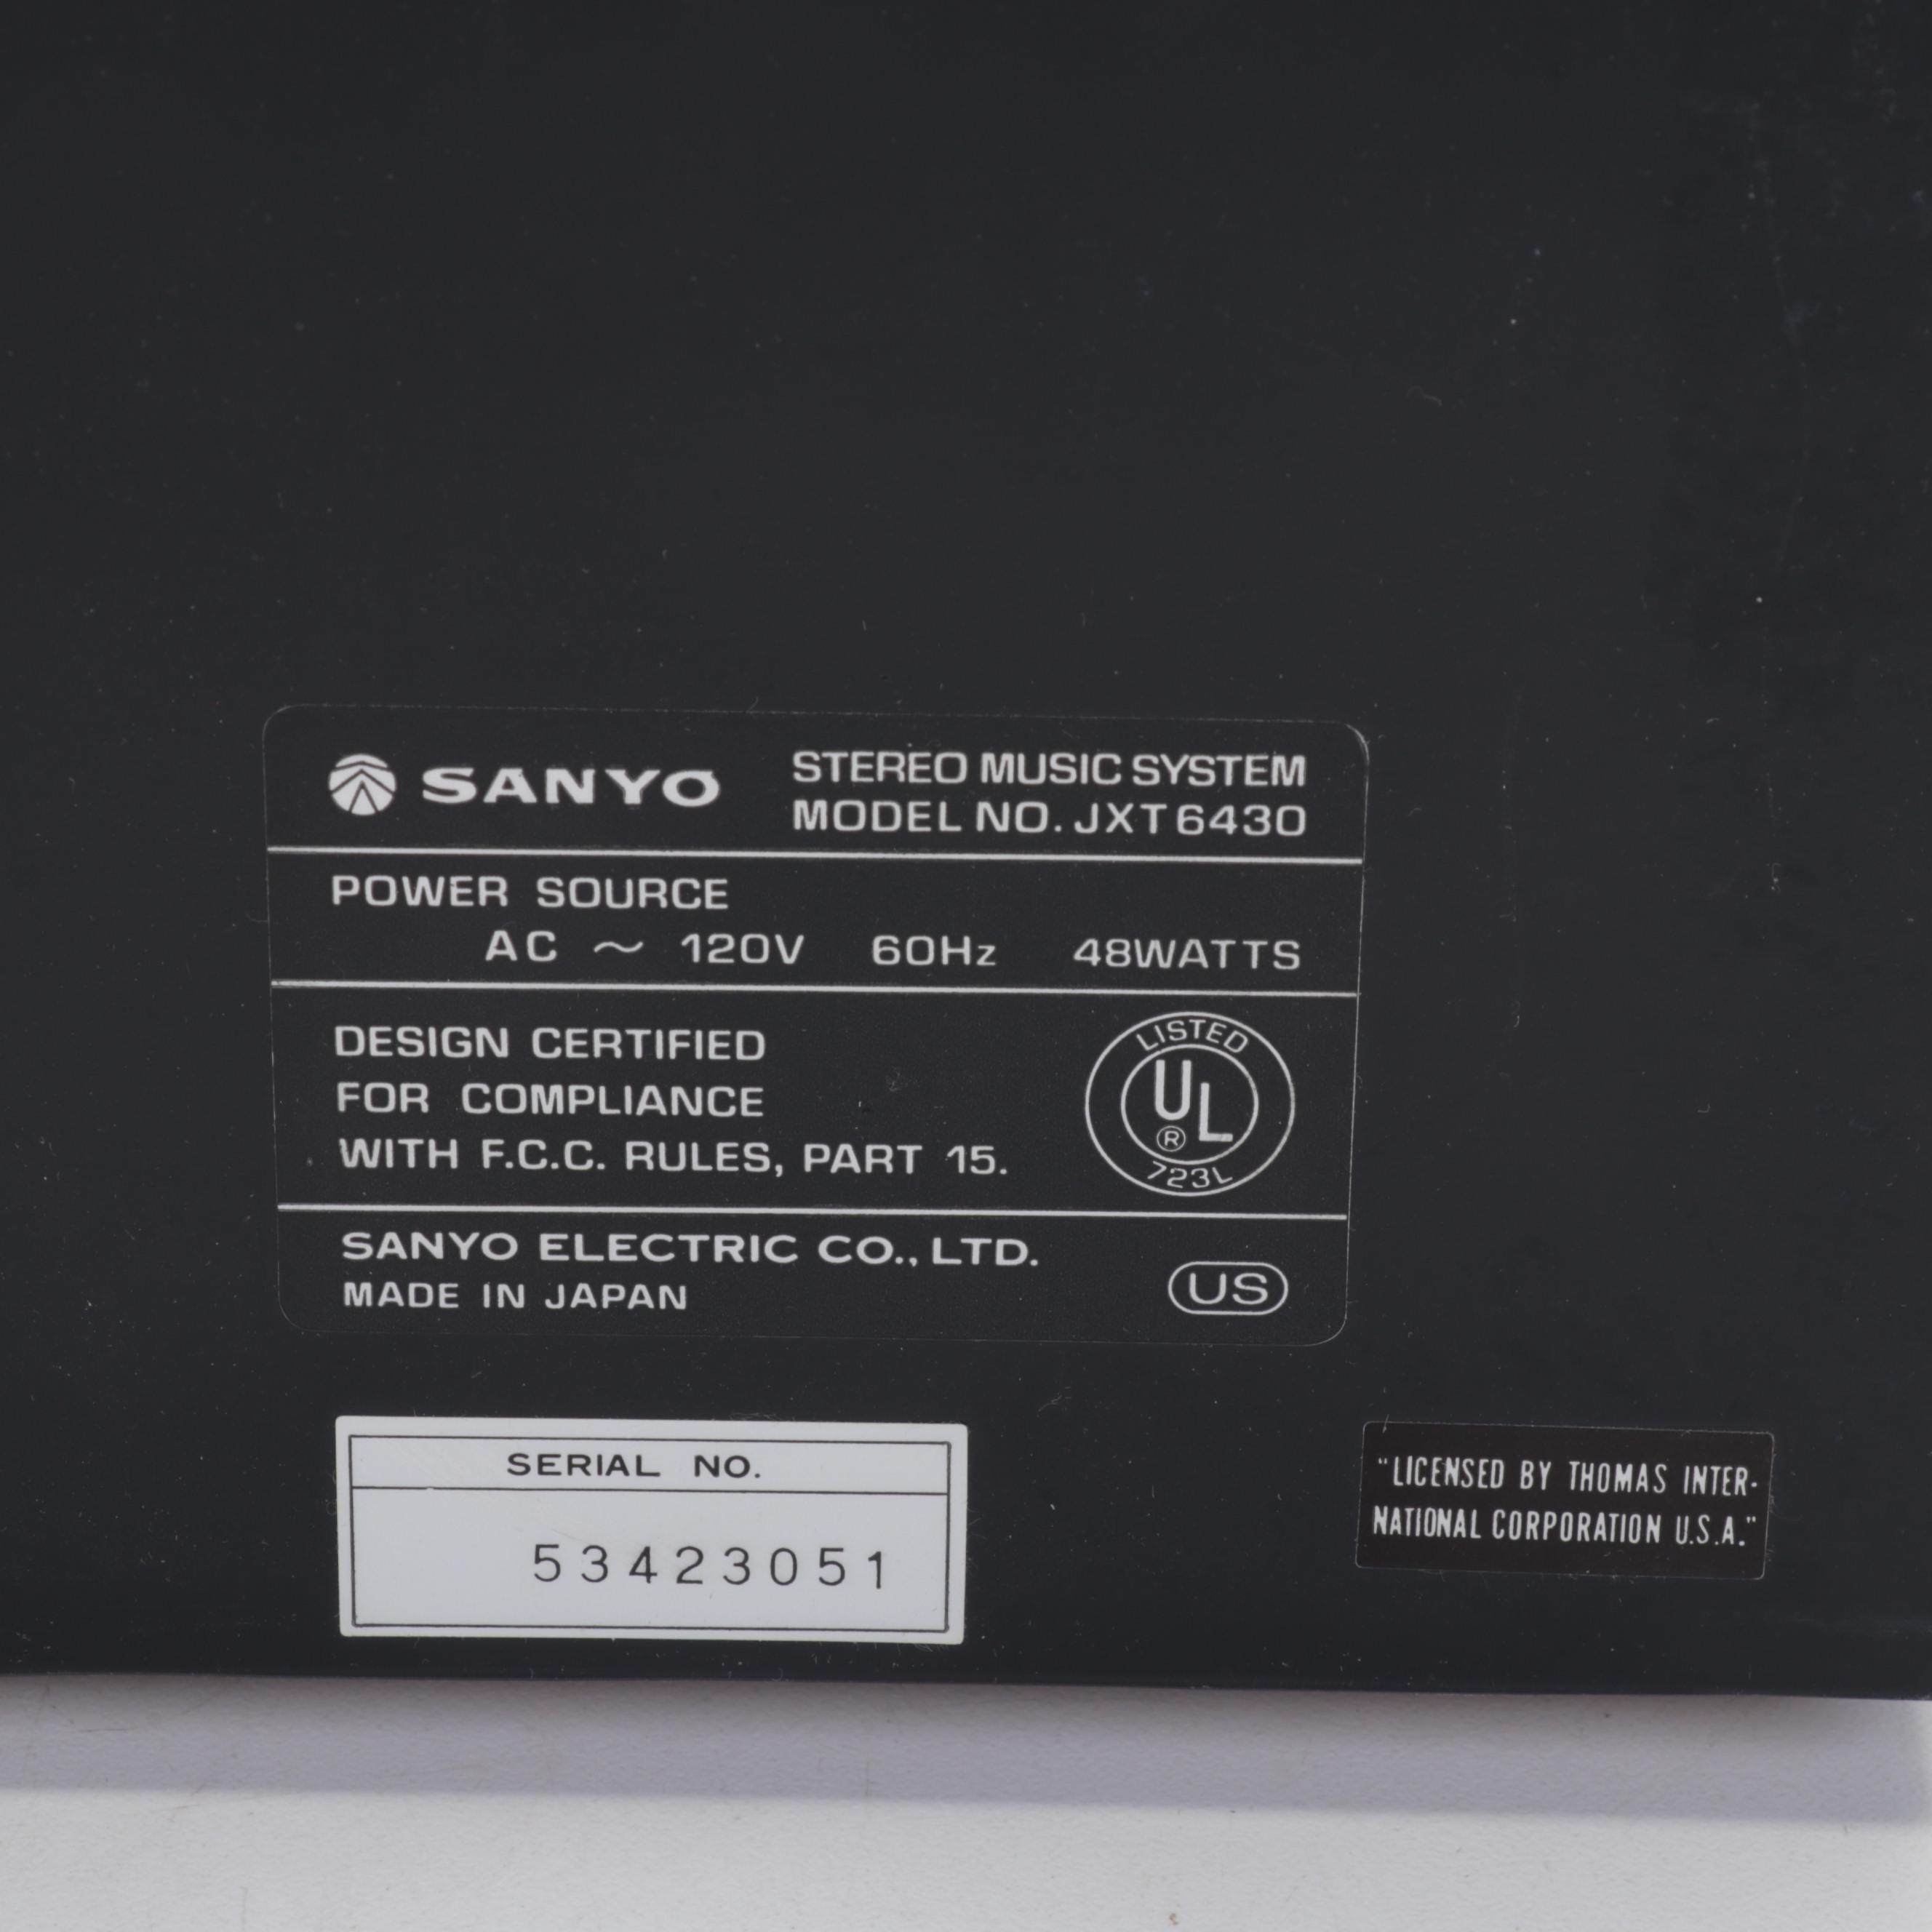 SANYO
STEREO MUSIC SYSTEM
MODEL NO. JXT6430
POWER SOURCE
AC ~ 120V 60Hz 48WATTS
DESIGN CERTIFIED
FOR COMPLIANCE
WITH F.C.C. RULES, PART 15.
LISTED
UL
®
723L
SANYO ELECTRIC CO., LTD.
MADE IN JAPAN
US
SERIAL NO.
53423051
"LICENSED BY THOMAS INTER-
NATIONAL CORPORATION U.S.A."